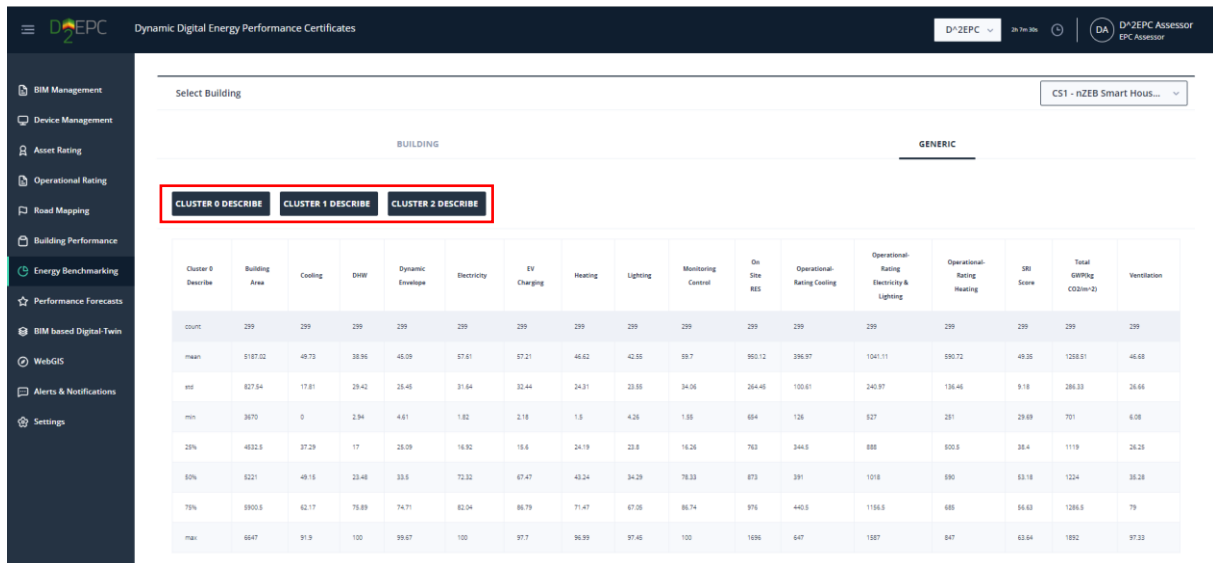 D2EPC Dynamic Digital Energy Performance Certificates D^2EPC 2h 7m 30s DA D^2EPC Assessor
EPC Assessor
BIM Management
Device Management
Asset Rating
Operational Rating
Road Mapping
Building Performance
Energy Benchmarking
Performance Forecasts
BIM based Digital-Twin
WebGIS
Alerts & Notifications
Settings
Select Building CS1 - nZEB Smart Hous...
BUILDING GENERIC
CLUSTER 0 DESCRIBE CLUSTER 1 DESCRIBE CLUSTER 2 DESCRIBE
Cluster 0 Describe Building Area Cooling DHW Dynamic Envelope Electricity EV Charging Heating Lighting Monitoring Control On Site RES Operational-Rating Cooling Operational-Rating Electricity & Lighting Operational-Rating Heating SRI Score Total GWP(kg CO2/m^2) Ventilation
count 299 299 299 299 299 299 299 299 299 299 299 299 299 299 299 299
mean 5187.02 49.73 38.96 45.09 57.61 57.21 46.62 42.55 59.7 950.12 396.97 1041.11 590.72 49.35 1258.51 46.68
std 827.54 17.81 29.42 25.45 31.64 32.44 24.31 23.55 34.06 264.45 100.61 240.97 136.46 9.18 286.33 26.66
min 3670 0 2.94 4.61 1.82 2.18 1.5 4.26 1.55 654 126 527 251 29.69 701 6.08
25% 4532.5 37.29 17 25.09 16.92 15.6 24.19 23.8 16.26 763 344.5 888 500.5 38.4 1119 26.25
50% 5221 49.15 23.48 33.5 72.32 67.47 43.24 34.29 78.33 873 391 1018 590 53.18 1224 35.28
75% 5900.5 62.17 75.89 74.71 82.04 86.79 71.47 67.05 86.74 976 440.5 1156.5 685 56.63 1286.5 79
max 6647 91.9 100 99.67 100 97.7 96.99 97.45 100 1696 647 1587 847 63.64 1892 97.33